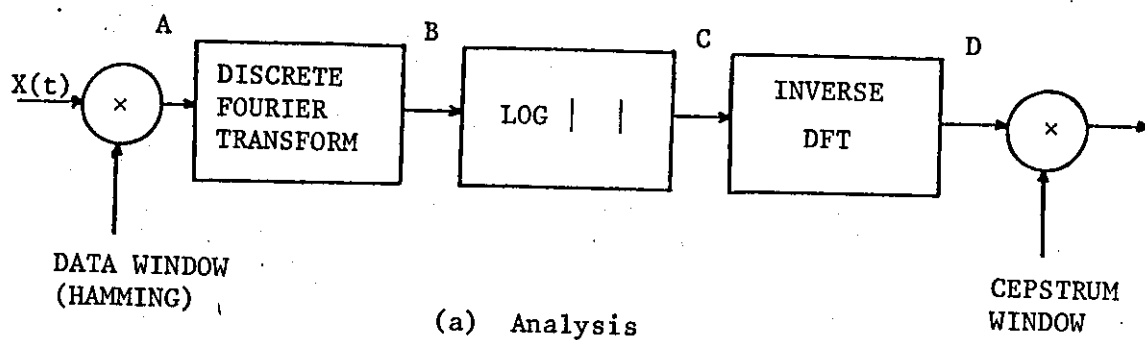 A
B
C
D
X(t)
×
DISCRETE
FOURIER
TRANSFORM
LOG | |
INVERSE
DFT
×
DATA WINDOW
(HAMMING)
CEPSTRUM
WINDOW
(a) Analysis